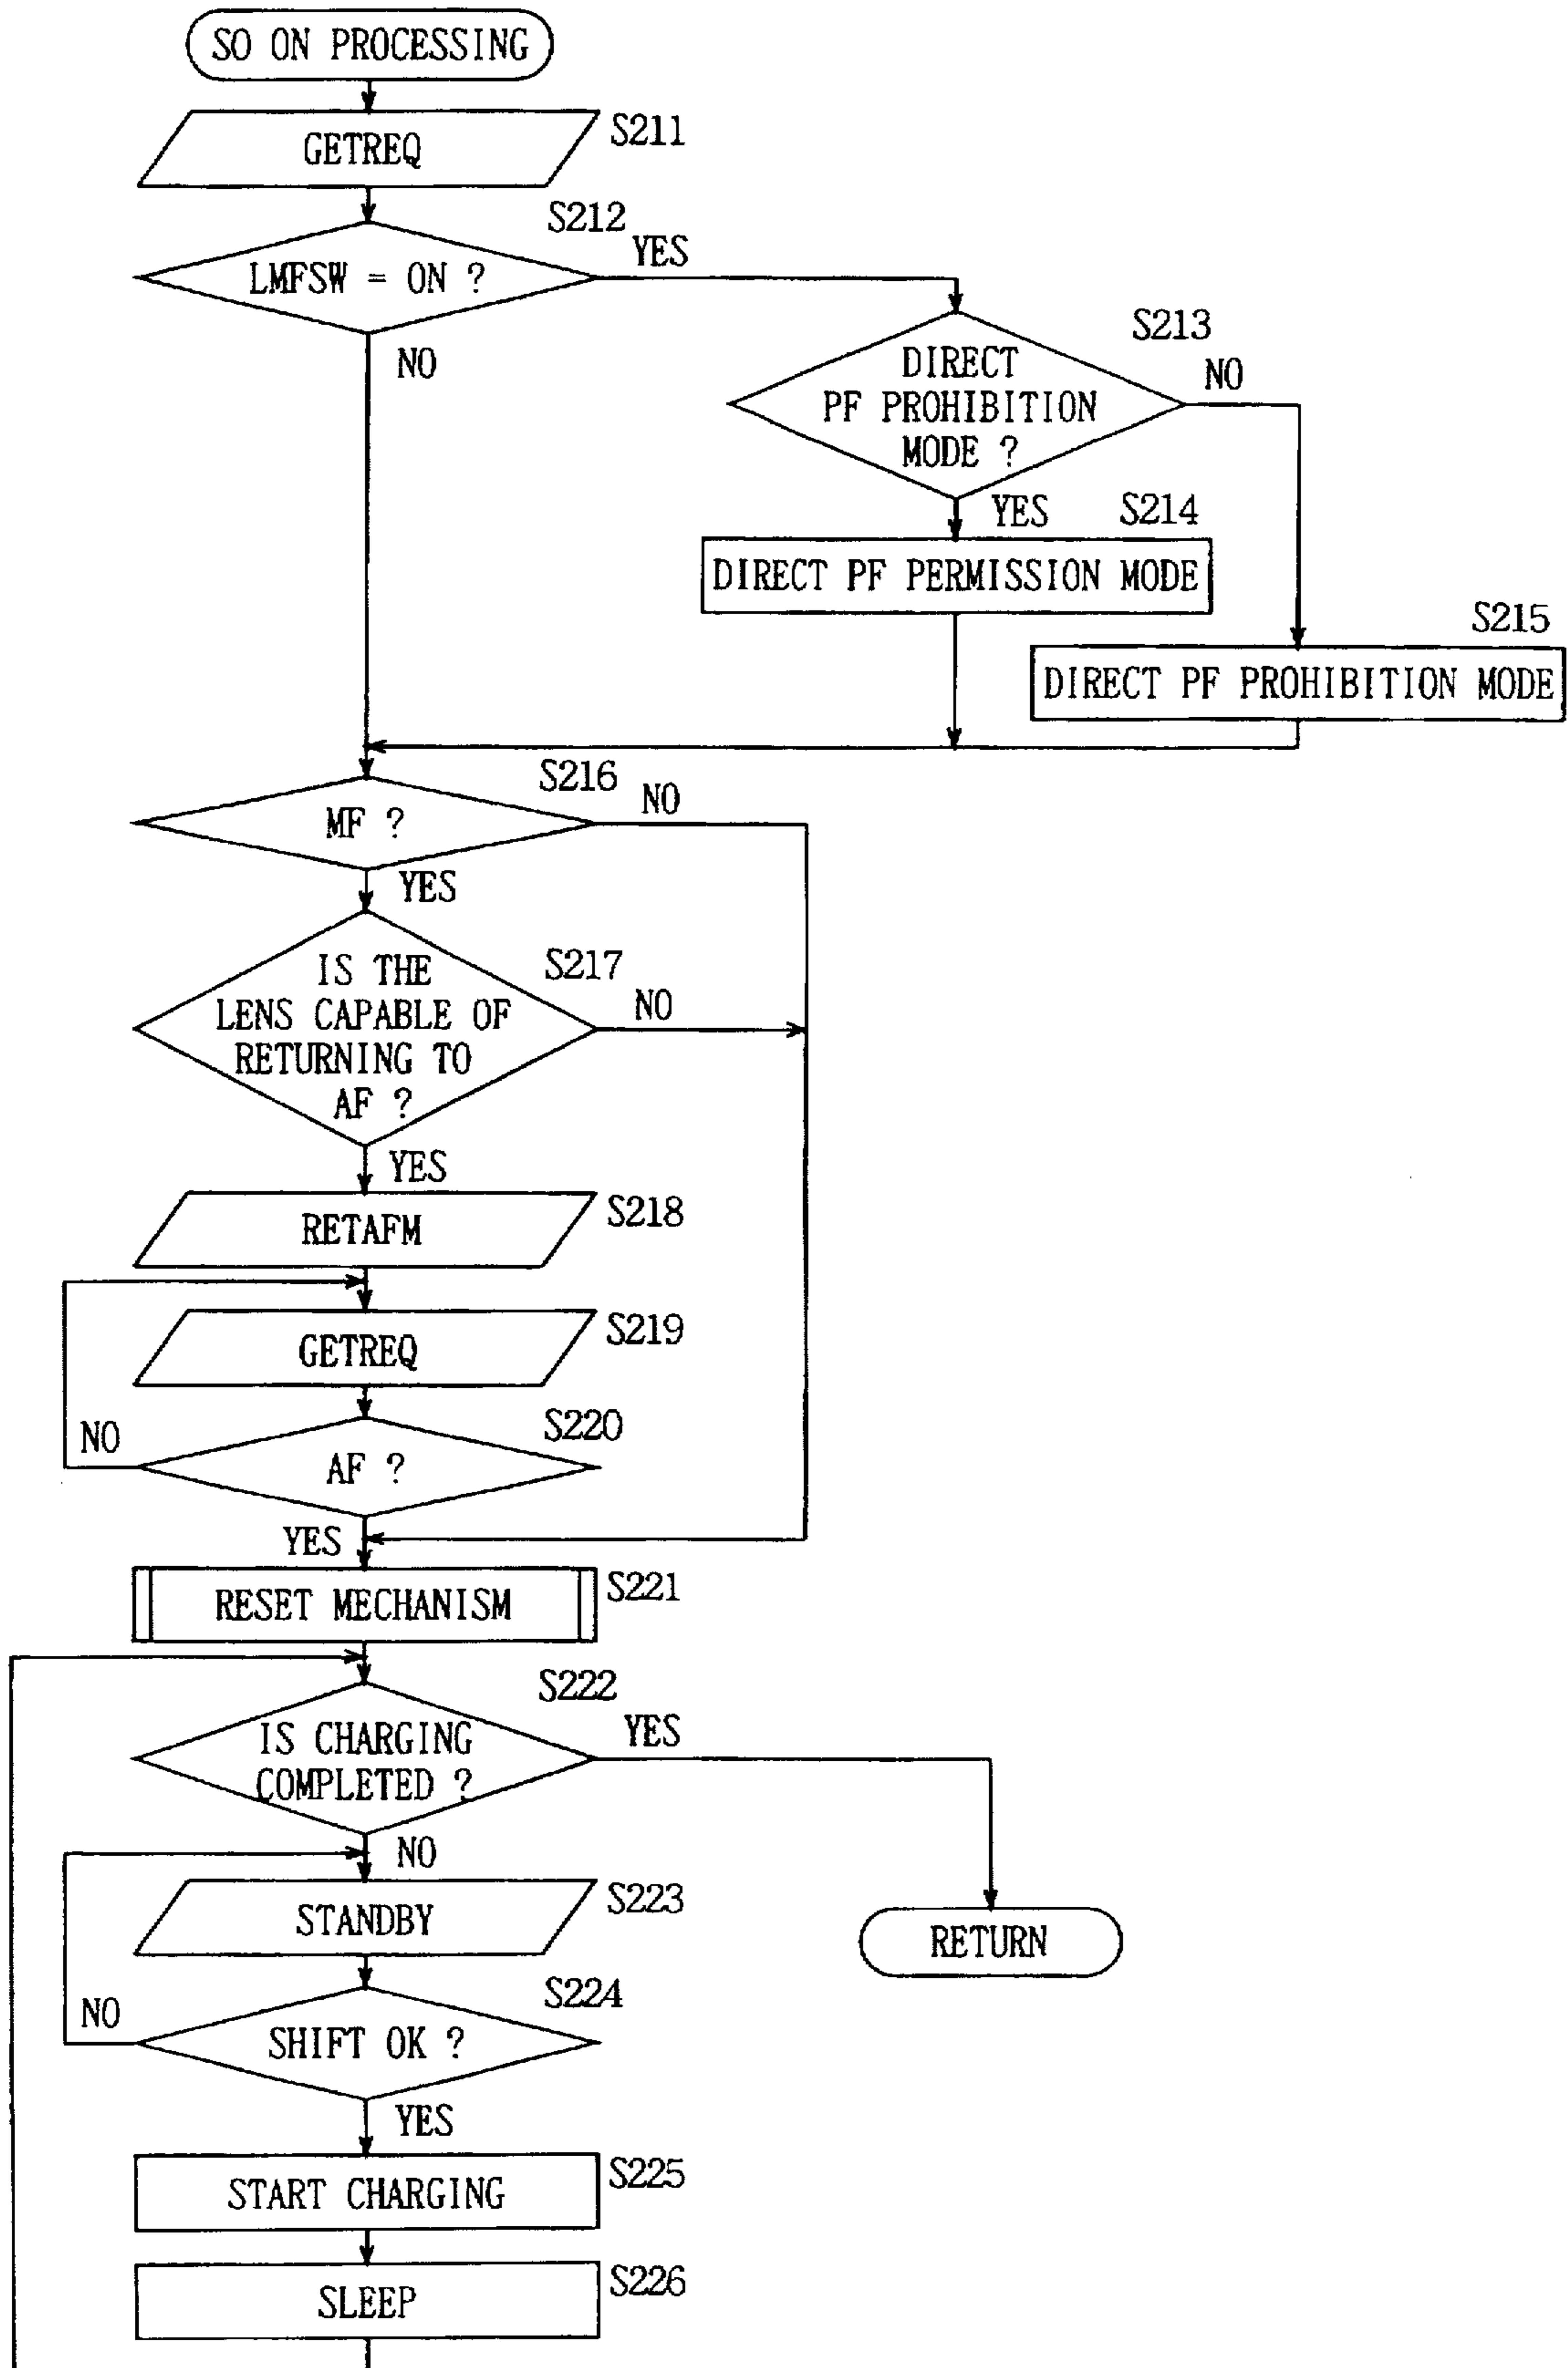 SO ON PROCESSING
GETREQ
S211
S212
LMFSW = ON ?
YES
NO
S213
DIRECT
PF PROHIBITION
MODE ?
NO
YES
S214
DIRECT PF PERMISSION MODE
S215
DIRECT PF PROHIBITION MODE
S216
MF ?
NO
YES
S217
IS THE
LENS CAPABLE OF
RETURNING TO
AF ?
NO
YES
RETAFM
S218
GETREQ
S219
S220
AF ?
NO
YES
RESET MECHANISM
S221
S222
IS CHARGING
COMPLETED ?
YES
NO
STANDBY
S223
RETURN
S224
SHIFT OK ?
NO
YES
START CHARGING
S225
SLEEP
S226